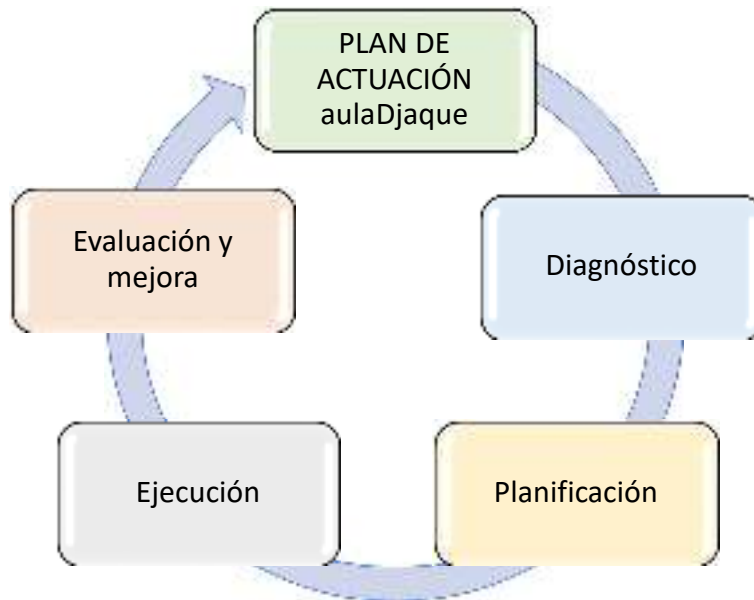 PLAN DE
ACTUACIÓN
aulaDjaque
Diagnóstico
Planificación
Ejecución
Evaluación y
mejora